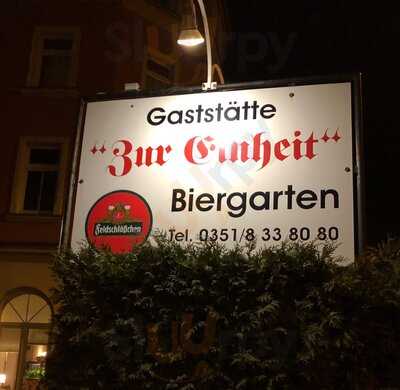 Gaststätte
"Zur Einheit"
Biergarten
Feldschlößchen
Tel. 0351/8 33 80 80